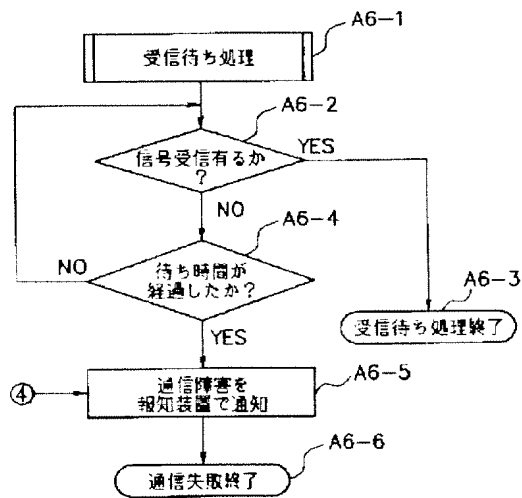 A6-1
受信待ち処理
A6-2
信号受信有るか
?
YES
NO
A6-4
待ち時間が
経過したか?
NO
YES
A6-3
受信待ち処理終了
通信障害を
報知装置で通知
A6-5
④
A6-6
通信失敗終了